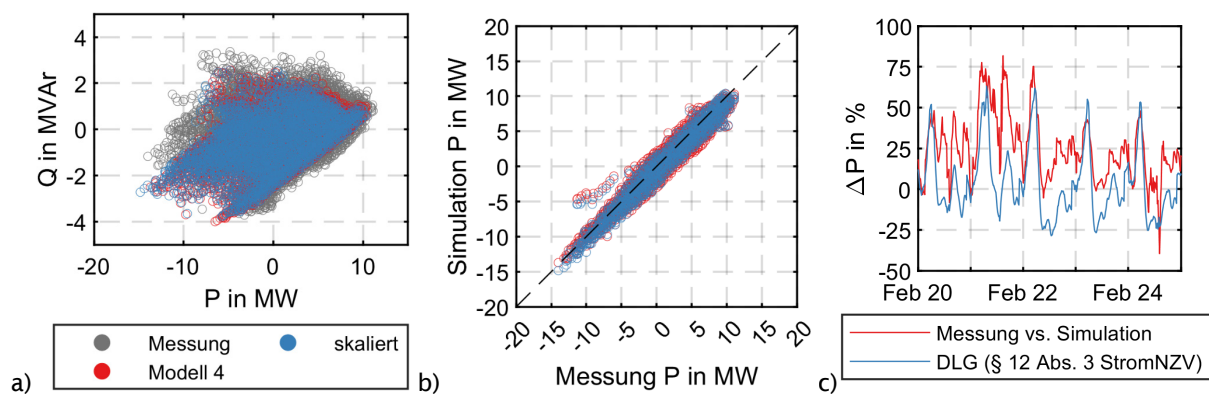 4
2
0
-2
-4
Q in MVAr
-20
-10
0
10
P in MW
Messung
skaliert
Modell 4
a)
20
15
10
5
0
-5
-10
-15
-20
Simulation P in MW
-20
-15
-10
-5
0
5
10
15
20
Messung P in MW
b)
100
75
50
25
0
-25
-50
ΔP in %
Feb 20
Feb 22
Feb 24
Messung vs. Simulation
DLG (§ 12 Abs. 3 StromNZV)
c)